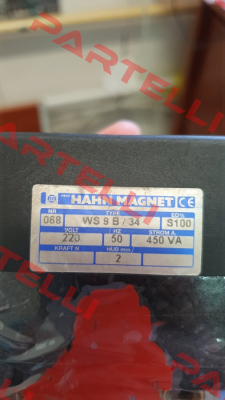 PARTELLI
HAHN MAGNET CE
NR TYPE ED%
068 WS 9 B / 34 S100
VOLT HZ STROM A.
220 50 450 VA
KRAFT N HUB mm
2
PARTELLI